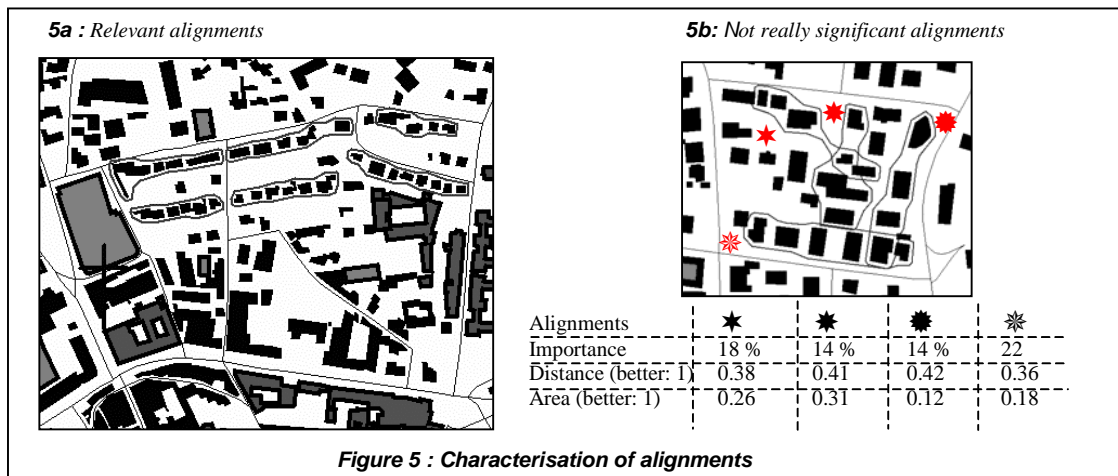 5a : Relevant alignments
5b: Not really significant alignments
Alignments
Importance 18 % 14 % 14 % 22
Distance (better: 1) 0.38 0.41 0.42 0.36
Area (better: 1) 0.26 0.31 0.12 0.18
Figure 5 : Characterisation of alignments